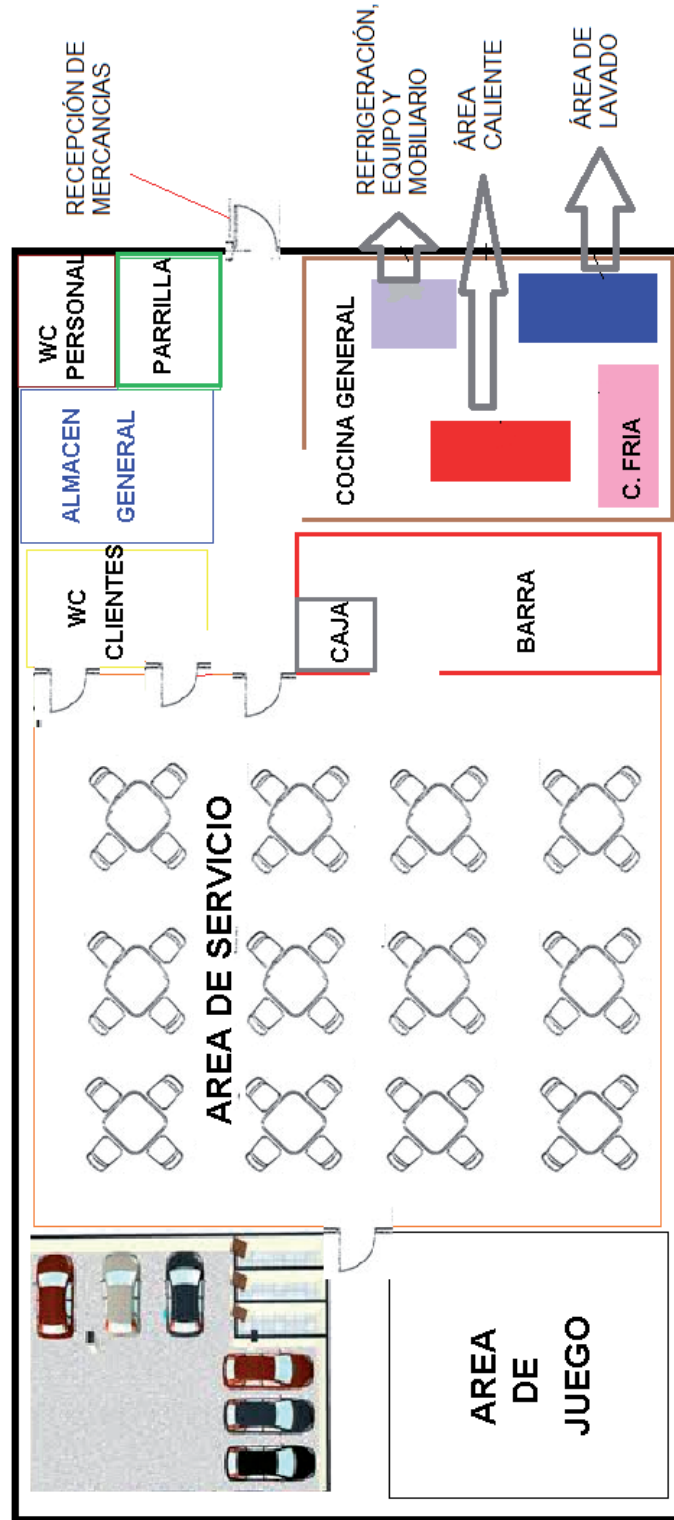 RECEPCIÓN DE
MERCANCIAS
REFRIGERACIÓN,
EQUIPO Y
MOBILIARIO
ÁREA
CALIENTE
ÁREA DE
LAVADO
WC
PERSONAL
PARRILLA
ALMACEN
GENERAL
WC
CLIENTES
COCINA GENERAL
C. FRIA
CAJA
BARRA
AREA DE SERVICIO
AREA
DE
JUEGO